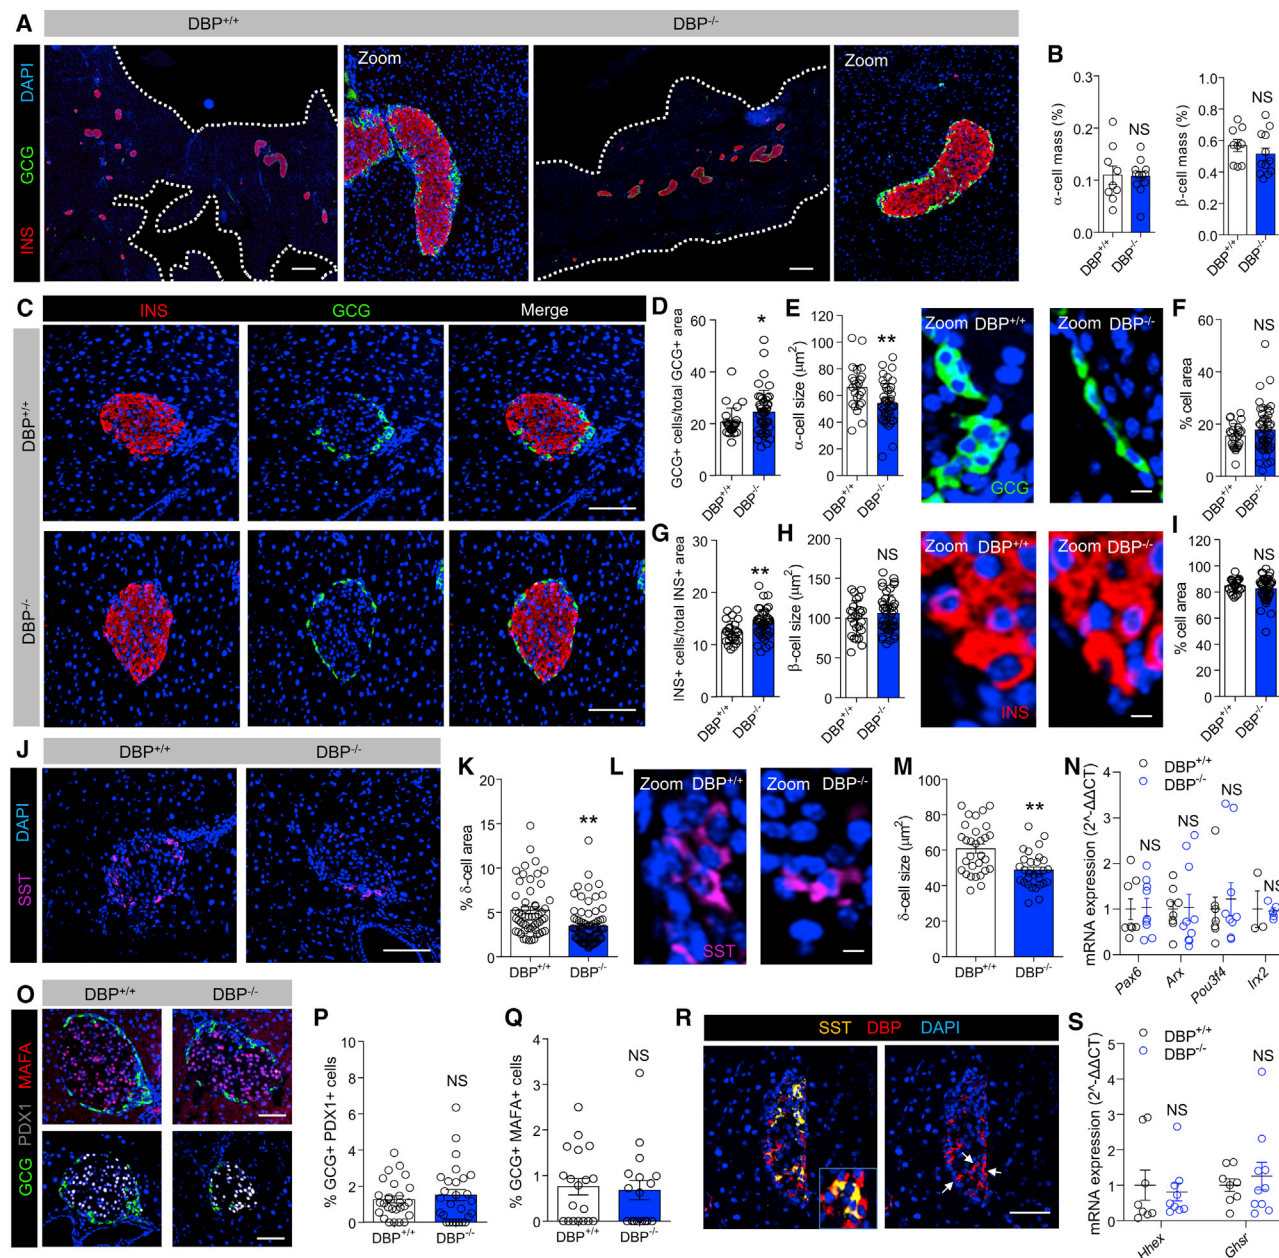 A
DBP+/+
DBP-/-
INS GCG DAPI
Zoom
Zoom
B
α-cell mass (%)
0.3
0.2
0.1
0.0
NS
DBP+/+
DBP-/-
β-cell mass (%)
1.0
0.8
0.6
0.4
0.2
0.0
NS
DBP+/+
DBP-/-
C
INS
GCG
Merge
DBP+/+
DBP-/-
D
GCG+ cells/total GCG+ area
60
40
20
0
*
DBP+/+
DBP-/-
E
α-cell size (µm²)
120
100
80
60
40
20
0
**
DBP+/+
DBP-/-
Zoom DBP+/+
GCG
Zoom DBP-/-
F
% cell area
60
40
20
0
NS
DBP+/+
DBP-/-
G
INS+ cells/total INS+ area
30
20
10
0
**
DBP+/+
DBP-/-
H
β-cell size (µm²)
200
150
100
50
0
NS
DBP+/+
DBP-/-
Zoom DBP+/+
INS
Zoom DBP-/-
I
% cell area
120
100
80
60
40
20
0
NS
DBP+/+
DBP-/-
J
DBP+/+
DBP-/-
SST DAPI
K
% δ-cell area
20
15
10
5
0
**
DBP+/+
DBP-/-
L
Zoom DBP+/+
SST
Zoom DBP-/-
M
δ-cell size (µm²)
100
80
60
40
20
0
**
DBP+/+
DBP-/-
N
mRNA expression (2^-ΔΔCT)
4
3
2
1
0
DBP+/+
DBP-/-
NS
NS
NS
NS
Pax6
Arx
Pou3f4
Irx2
O
DBP+/+
DBP-/-
GCG PDX1 MAFA
P
% GCG+ PDX1+ cells
10
8
6
4
2
0
NS
DBP+/+
DBP-/-
Q
% GCG+ MAFA+ cells
4
3
2
1
0
NS
DBP+/+
DBP-/-
R
SST DBP DAPI
S
mRNA expression (2^-ΔΔCT)
5
4
3
2
1
0
DBP+/+
DBP-/-
NS
NS
Hhex
Ghsr